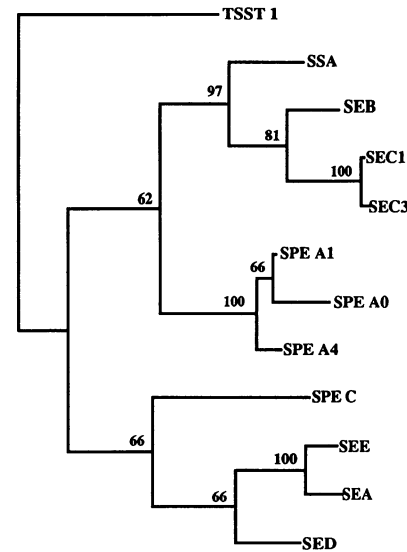 TSST 1
SSA
97
SEB
81
SEC1
100
SEC3
62
SPE A1
66
SPE A0
100
SPE A4
SPE C
66
SEE
100
SEA
66
SED